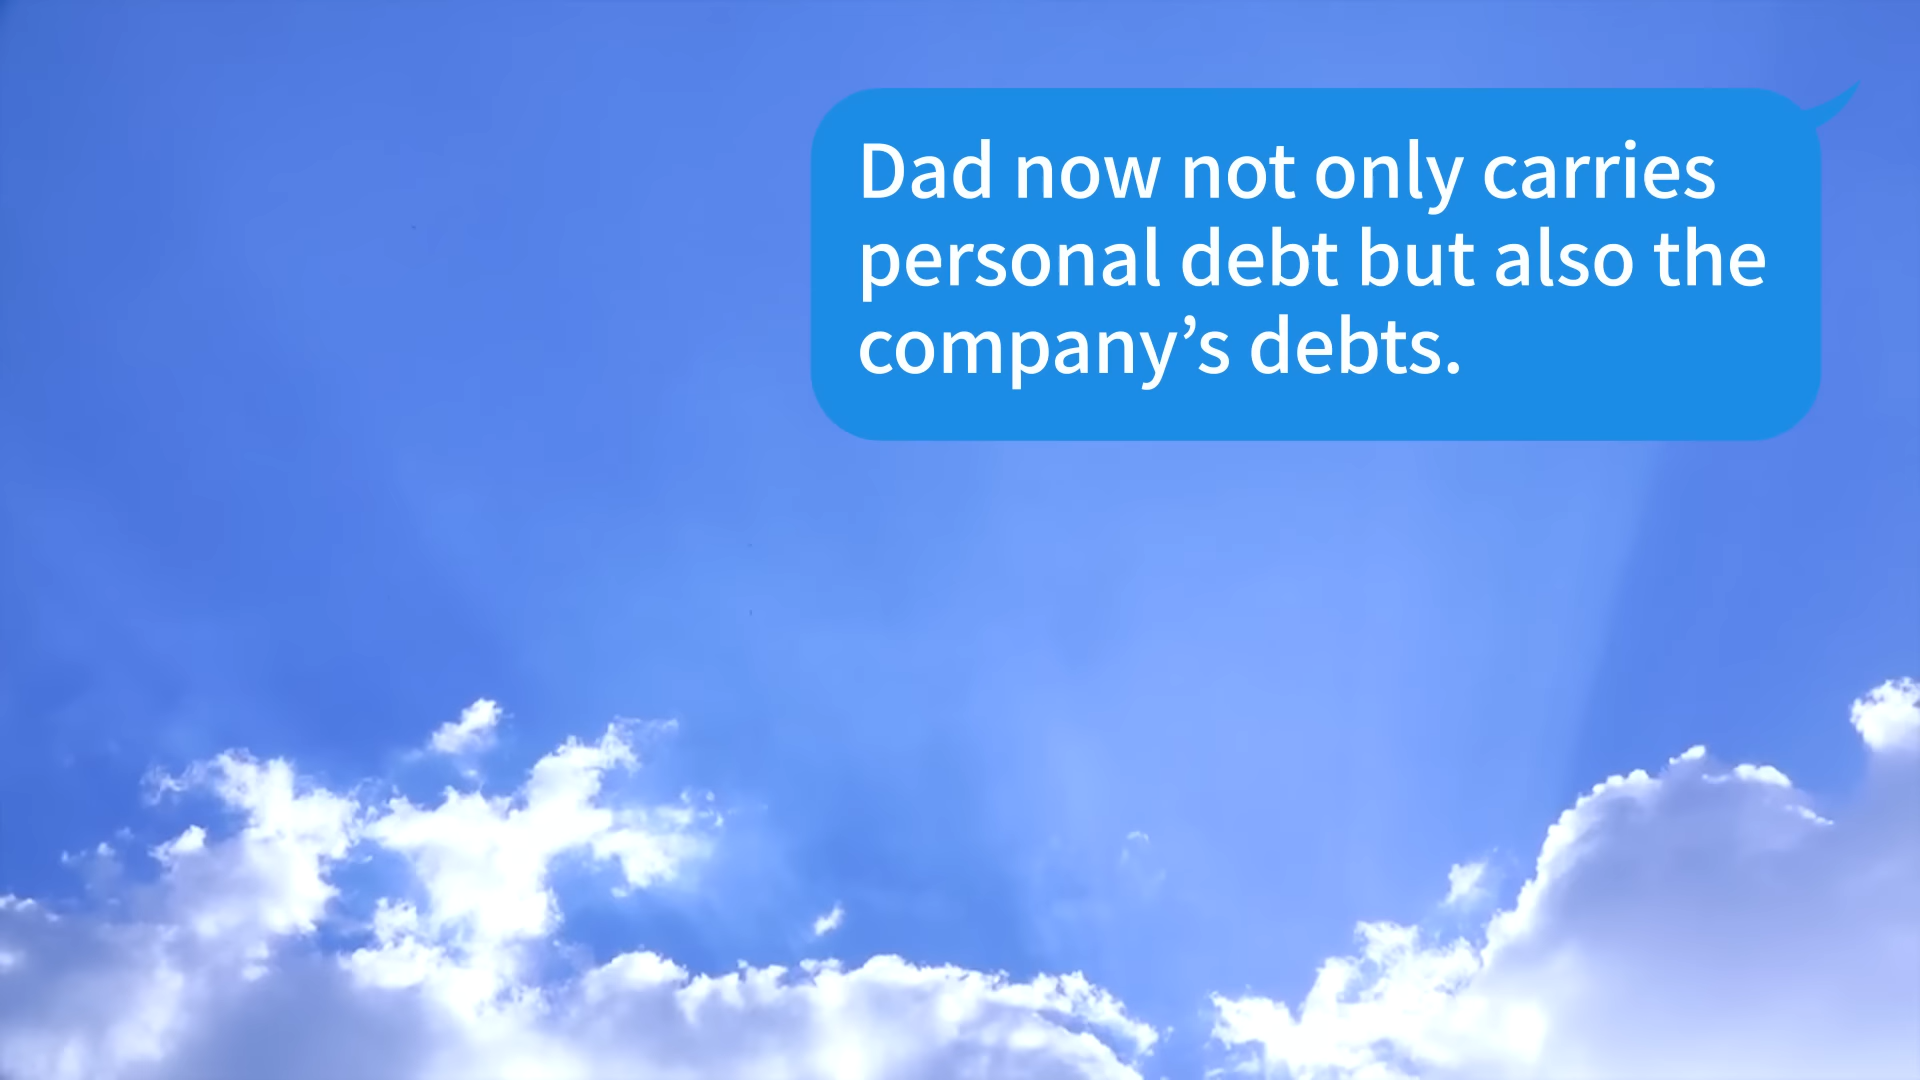 Dad now not only carries
personal debt but also the
company’s debts.